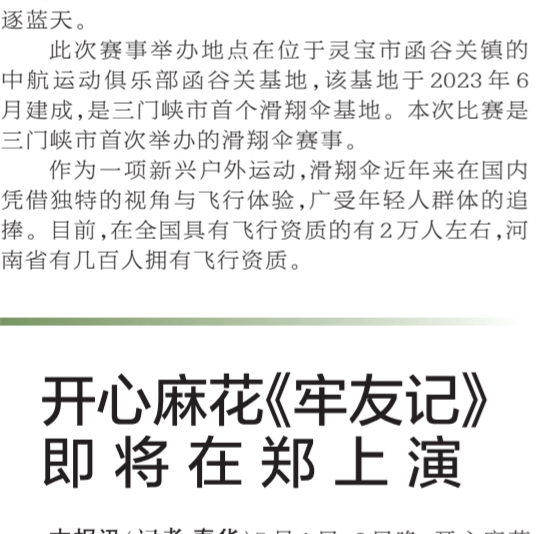 逐蓝天。
此次赛事举办地点在位于灵宝市函谷关镇的
中航运动俱乐部函谷关基地,该基地于2023年6
月建成,是三门峡市首个滑翔伞基地。本次比赛是
三门峡市首次举办的滑翔伞赛事。
作为一项新兴户外运动,滑翔伞近年来在国内
凭借独特的视角与飞行体验,广受年轻人群体的追
捧。目前,在全国具有飞行资质的有2万人左右,河
南省有几百人拥有飞行资质。
开心麻花《牢友记》
即将在郑上演